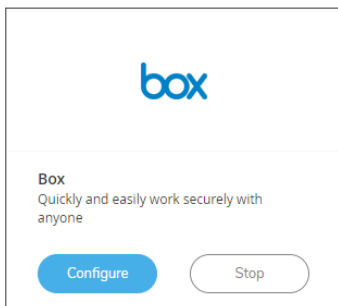 box
Box
Quickly and easily work securely with
anyone
Configure
Stop